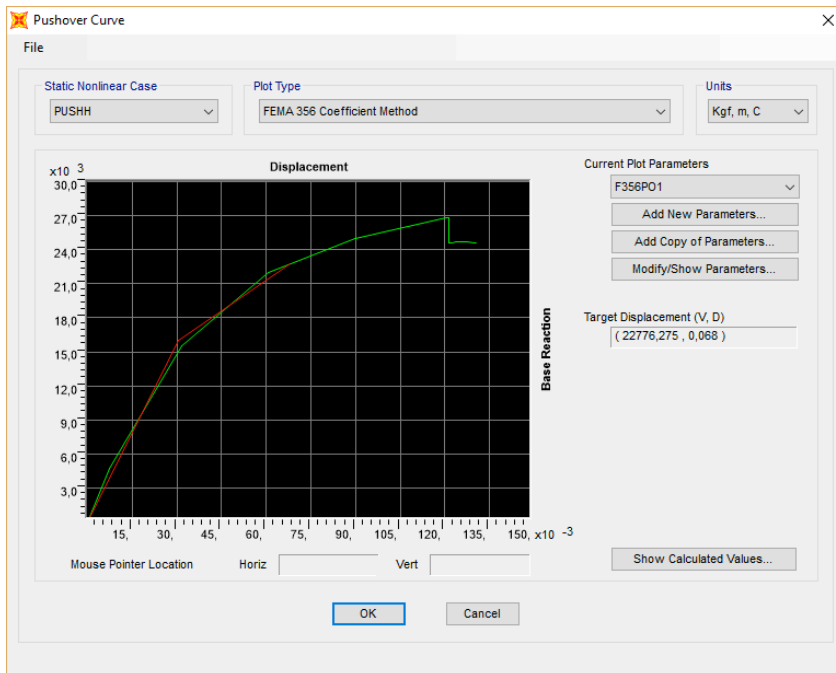 Pushover Curve
File
Static Nonlinear Case
Plot Type
Units
PUSHH
FEMA 356 Coefficient Method
Kgf, m, C
x10 3
Displacement
30,0
27,0
24,0
21,0
18,0
15,0
12,0
9,0
6,0
3,0
15, 30, 45, 60, 75, 90, 105, 120, 135, 150, x10 -3
Base Reaction
Current Plot Parameters
F356PO1
Add New Parameters...
Add Copy of Parameters...
Modify/Show Parameters...
Target Displacement (V, D)
( 22776,275 , 0,068 )
Mouse Pointer Location Horiz Vert
Show Calculated Values...
OK Cancel